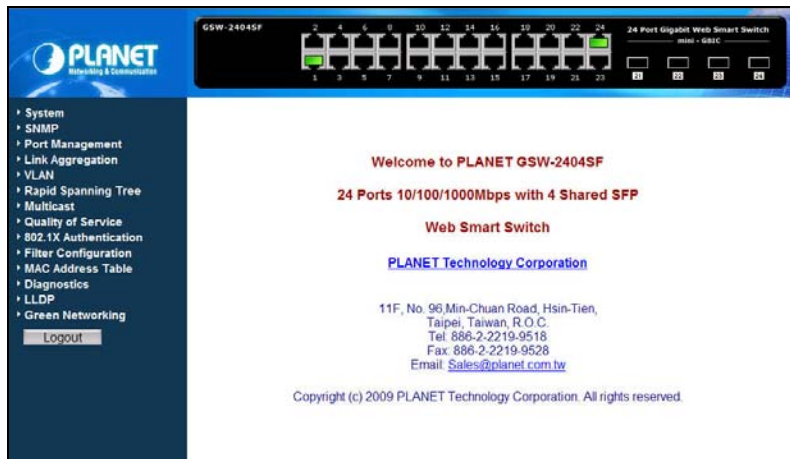 PLANET
Networking & Communication
GSW-2404SF
2 4 6 8 10 12 14 16 18 20 22 24
1 3 5 7 9 11 13 15 17 19 21 23
24 Port Gigabit Web Smart Switch
mini - GBIC
21 22 23 24
System
SNMP
Port Management
Link Aggregation
VLAN
Rapid Spanning Tree
Multicast
Quality of Service
802.1X Authentication
Filter Configuration
MAC Address Table
Diagnostics
LLDP
Green Networking
Logout
Welcome to PLANET GSW-2404SF
24 Ports 10/100/1000Mbps with 4 Shared SFP
Web Smart Switch
PLANET Technology Corporation
11F, No. 96,Min-Chuan Road, Hsin-Tien,
Taipei, Taiwan, R.O.C.
Tel: 886-2-2219-9518
Fax: 886-2-2219-9528
Email: Sales@planet.com.tw
Copyright (c) 2009 PLANET Technology Corporation. All rights reserved.